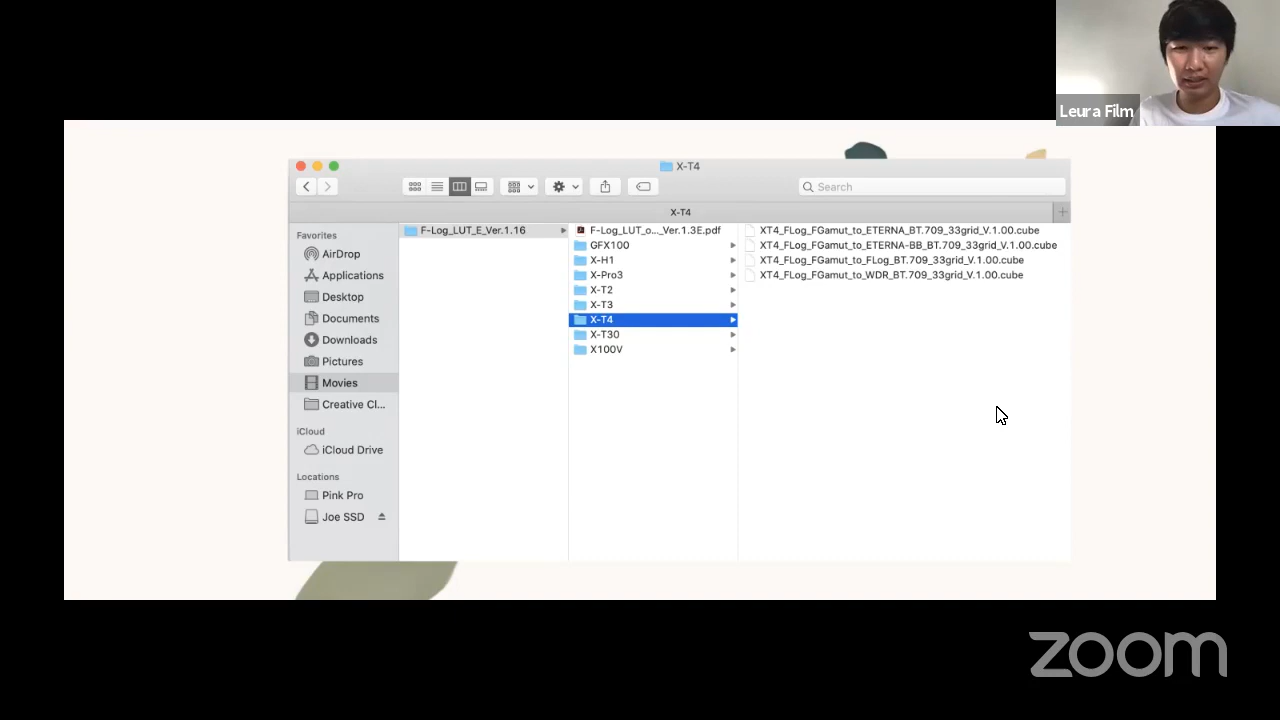 Leura Film
X-T4
Search
X-T4
Favorites
AirDrop
Applications
Desktop
Documents
Downloads
Pictures
Movies
Creative Cl...
iCloud
iCloud Drive
Locations
Pink Pro
Joe SSD
F-Log_LUT_E_Ver.1.16
F-Log_LUT_o..._Ver.1.3E.pdf
GFX100
X-H1
X-Pro3
X-T2
X-T3
X-T4
X-T30
X100V
XT4_FLog_FGamut_to_ETERNA_BT.709_33grid_V.1.00.cube
XT4_FLog_FGamut_to_ETERNA-BB_BT.709_33grid_V.1.00.cube
XT4_FLog_FGamut_to_FLog_BT.709_33grid_V.1.00.cube
XT4_FLog_FGamut_to_WDR_BT.709_33grid_V.1.00.cube
zoom